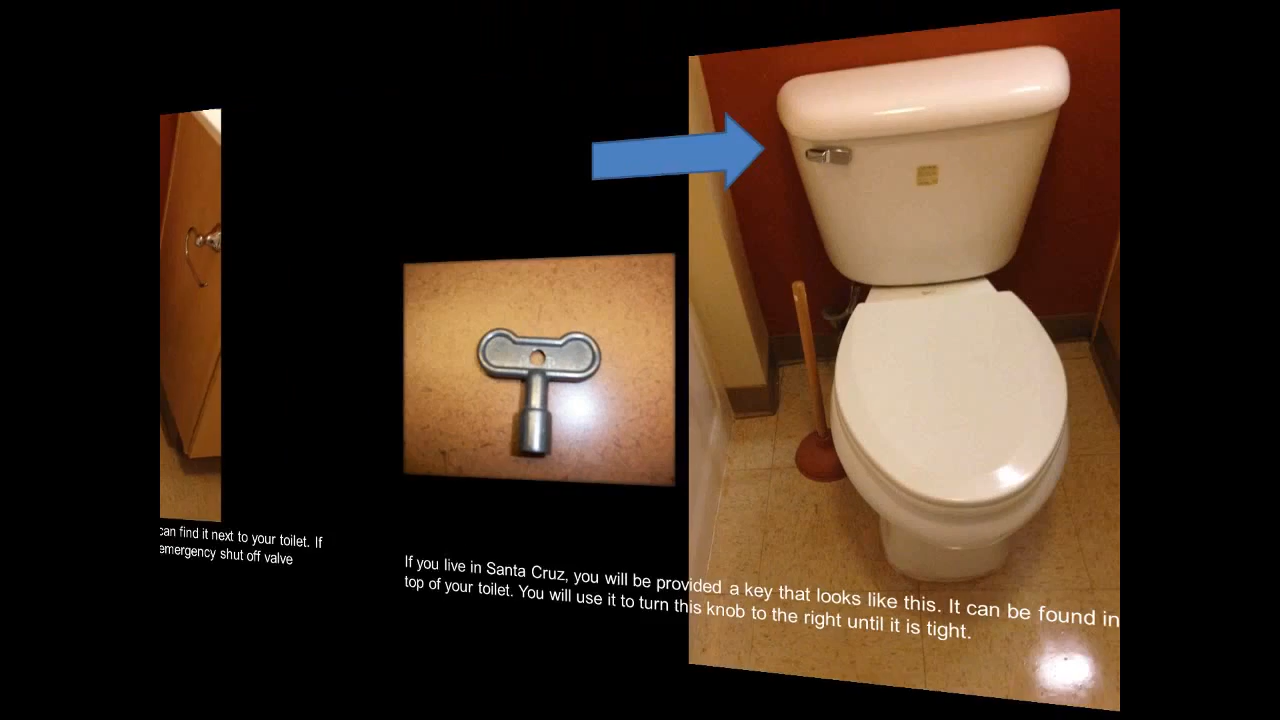 can find it next to your toilet. If
emergency shut off valve
If you live in Santa Cruz, you will be provided a key that looks like this. It can be found in
top of your toilet. You will use it to turn this knob to the right until it is tight.